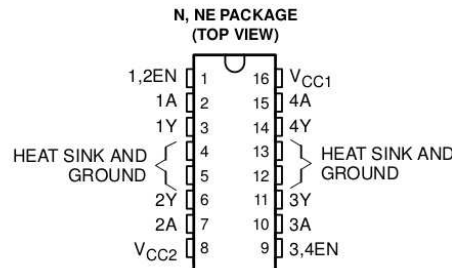 N, NE PACKAGE
(TOP VIEW)
1,2EN 1 16 VCC1
1A 2 15 4A
1Y 3 14 4Y
HEAT SINK AND GROUND 4 13 HEAT SINK AND GROUND
5 12
2Y 6 11 3Y
2A 7 10 3A
VCC2 8 9 3,4EN